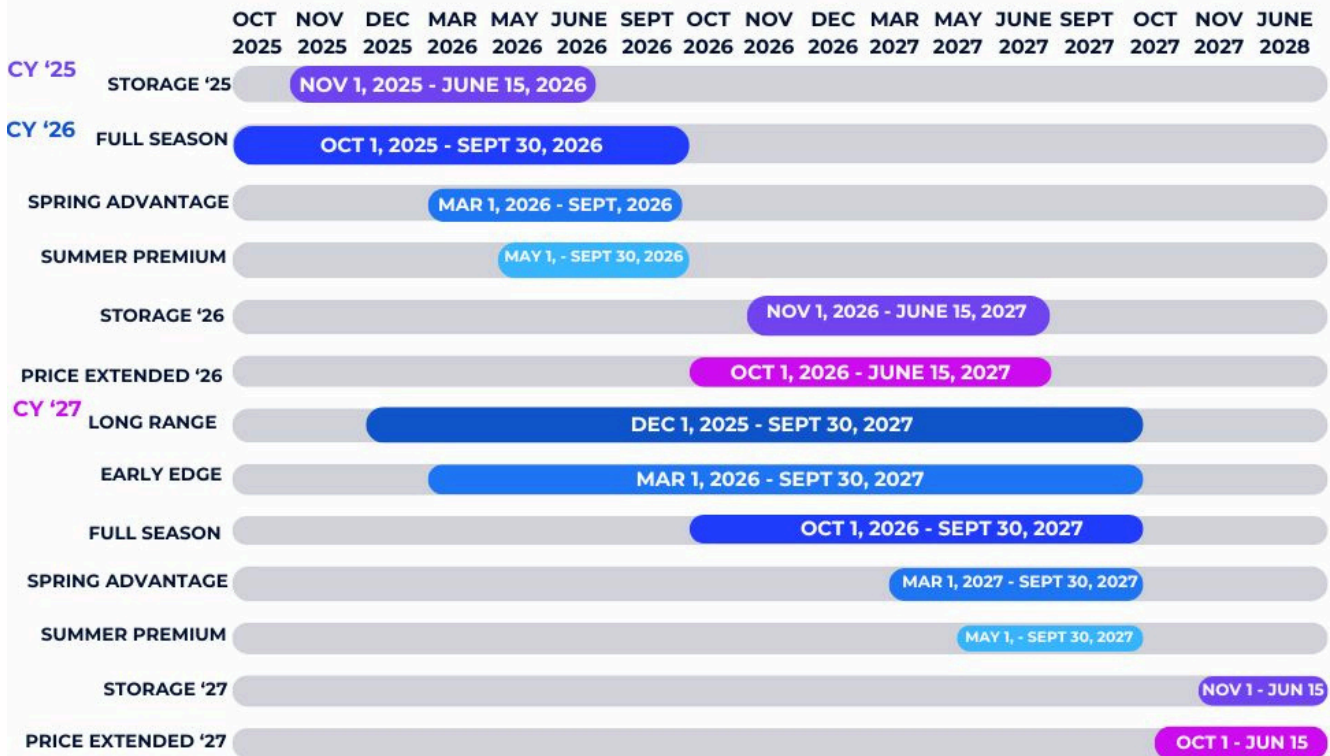 OCT NOV DEC MAR MAY JUNE SEPT OCT NOV DEC MAR MAY JUNE SEPT OCT NOV JUNE
2025 2025 2025 2026 2026 2026 2026 2026 2026 2026 2027 2027 2027 2027 2027 2027 2028
CY ‘25
STORAGE ‘25 NOV 1, 2025 - JUNE 15, 2026
CY ‘26
FULL SEASON OCT 1, 2025 - SEPT 30, 2026
SPRING ADVANTAGE MAR 1, 2026 - SEPT, 2026
SUMMER PREMIUM MAY 1, - SEPT 30, 2026
STORAGE ‘26 NOV 1, 2026 - JUNE 15, 2027
PRICE EXTENDED ‘26 OCT 1, 2026 - JUNE 15, 2027
CY ‘27
LONG RANGE DEC 1, 2025 - SEPT 30, 2027
EARLY EDGE MAR 1, 2026 - SEPT 30, 2027
FULL SEASON OCT 1, 2026 - SEPT 30, 2027
SPRING ADVANTAGE MAR 1, 2027 - SEPT 30, 2027
SUMMER PREMIUM MAY 1, - SEPT 30, 2027
STORAGE ‘27 NOV 1 - JUN 15
PRICE EXTENDED ‘27 OCT 1 - JUN 15